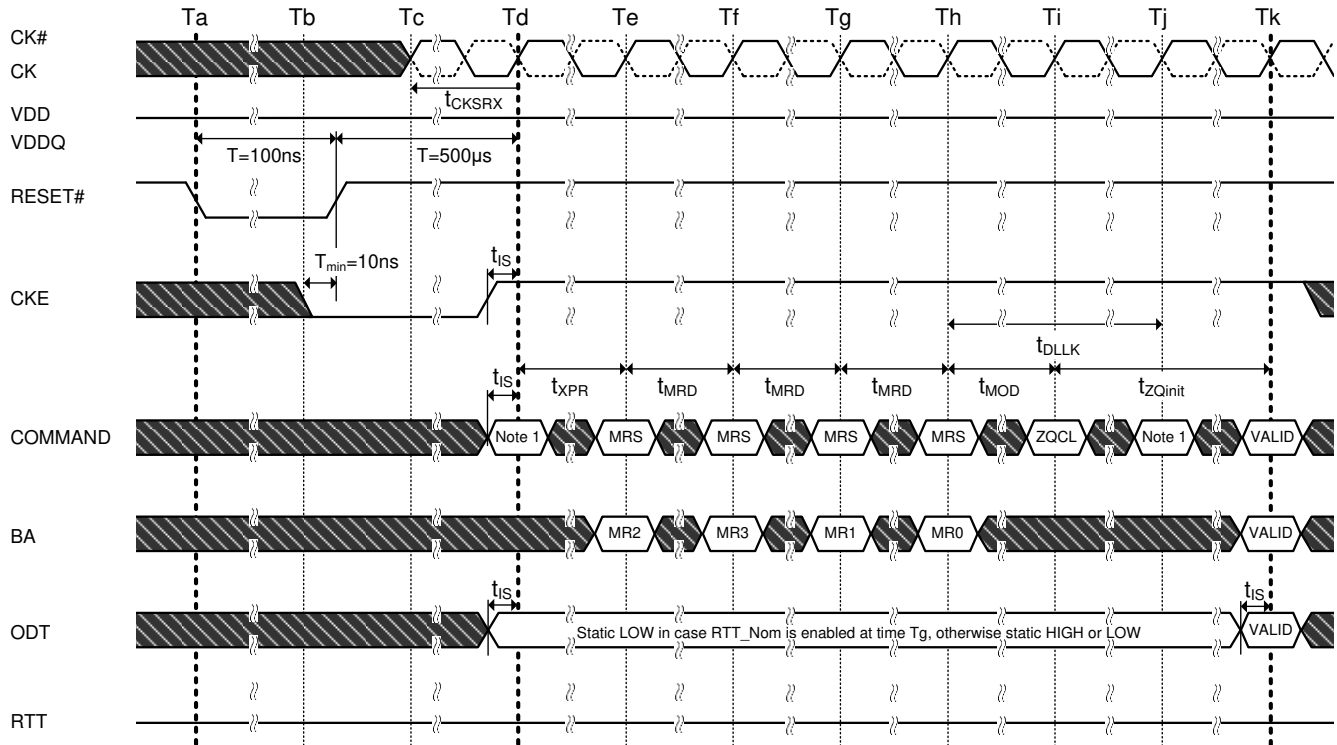 Ta Tb Tc Td Te Tf Tg Th Ti Tj Tk
CK#
CK
tCKSRX
VDD
VDDQ
T=100ns T=500µs
RESET#
Tmin=10ns tIS
CKE
tDLLK
tIS tXPR tMRD tMRD tMRD tMOD tZQinit
COMMAND Note 1 MRS MRS MRS MRS ZQCL Note 1 VALID
BA MR2 MR3 MR1 MR0 VALID
tIS tIS
ODT Static LOW in case RTT_Nom is enabled at time Tg, otherwise static HIGH or LOW VALID
RTT